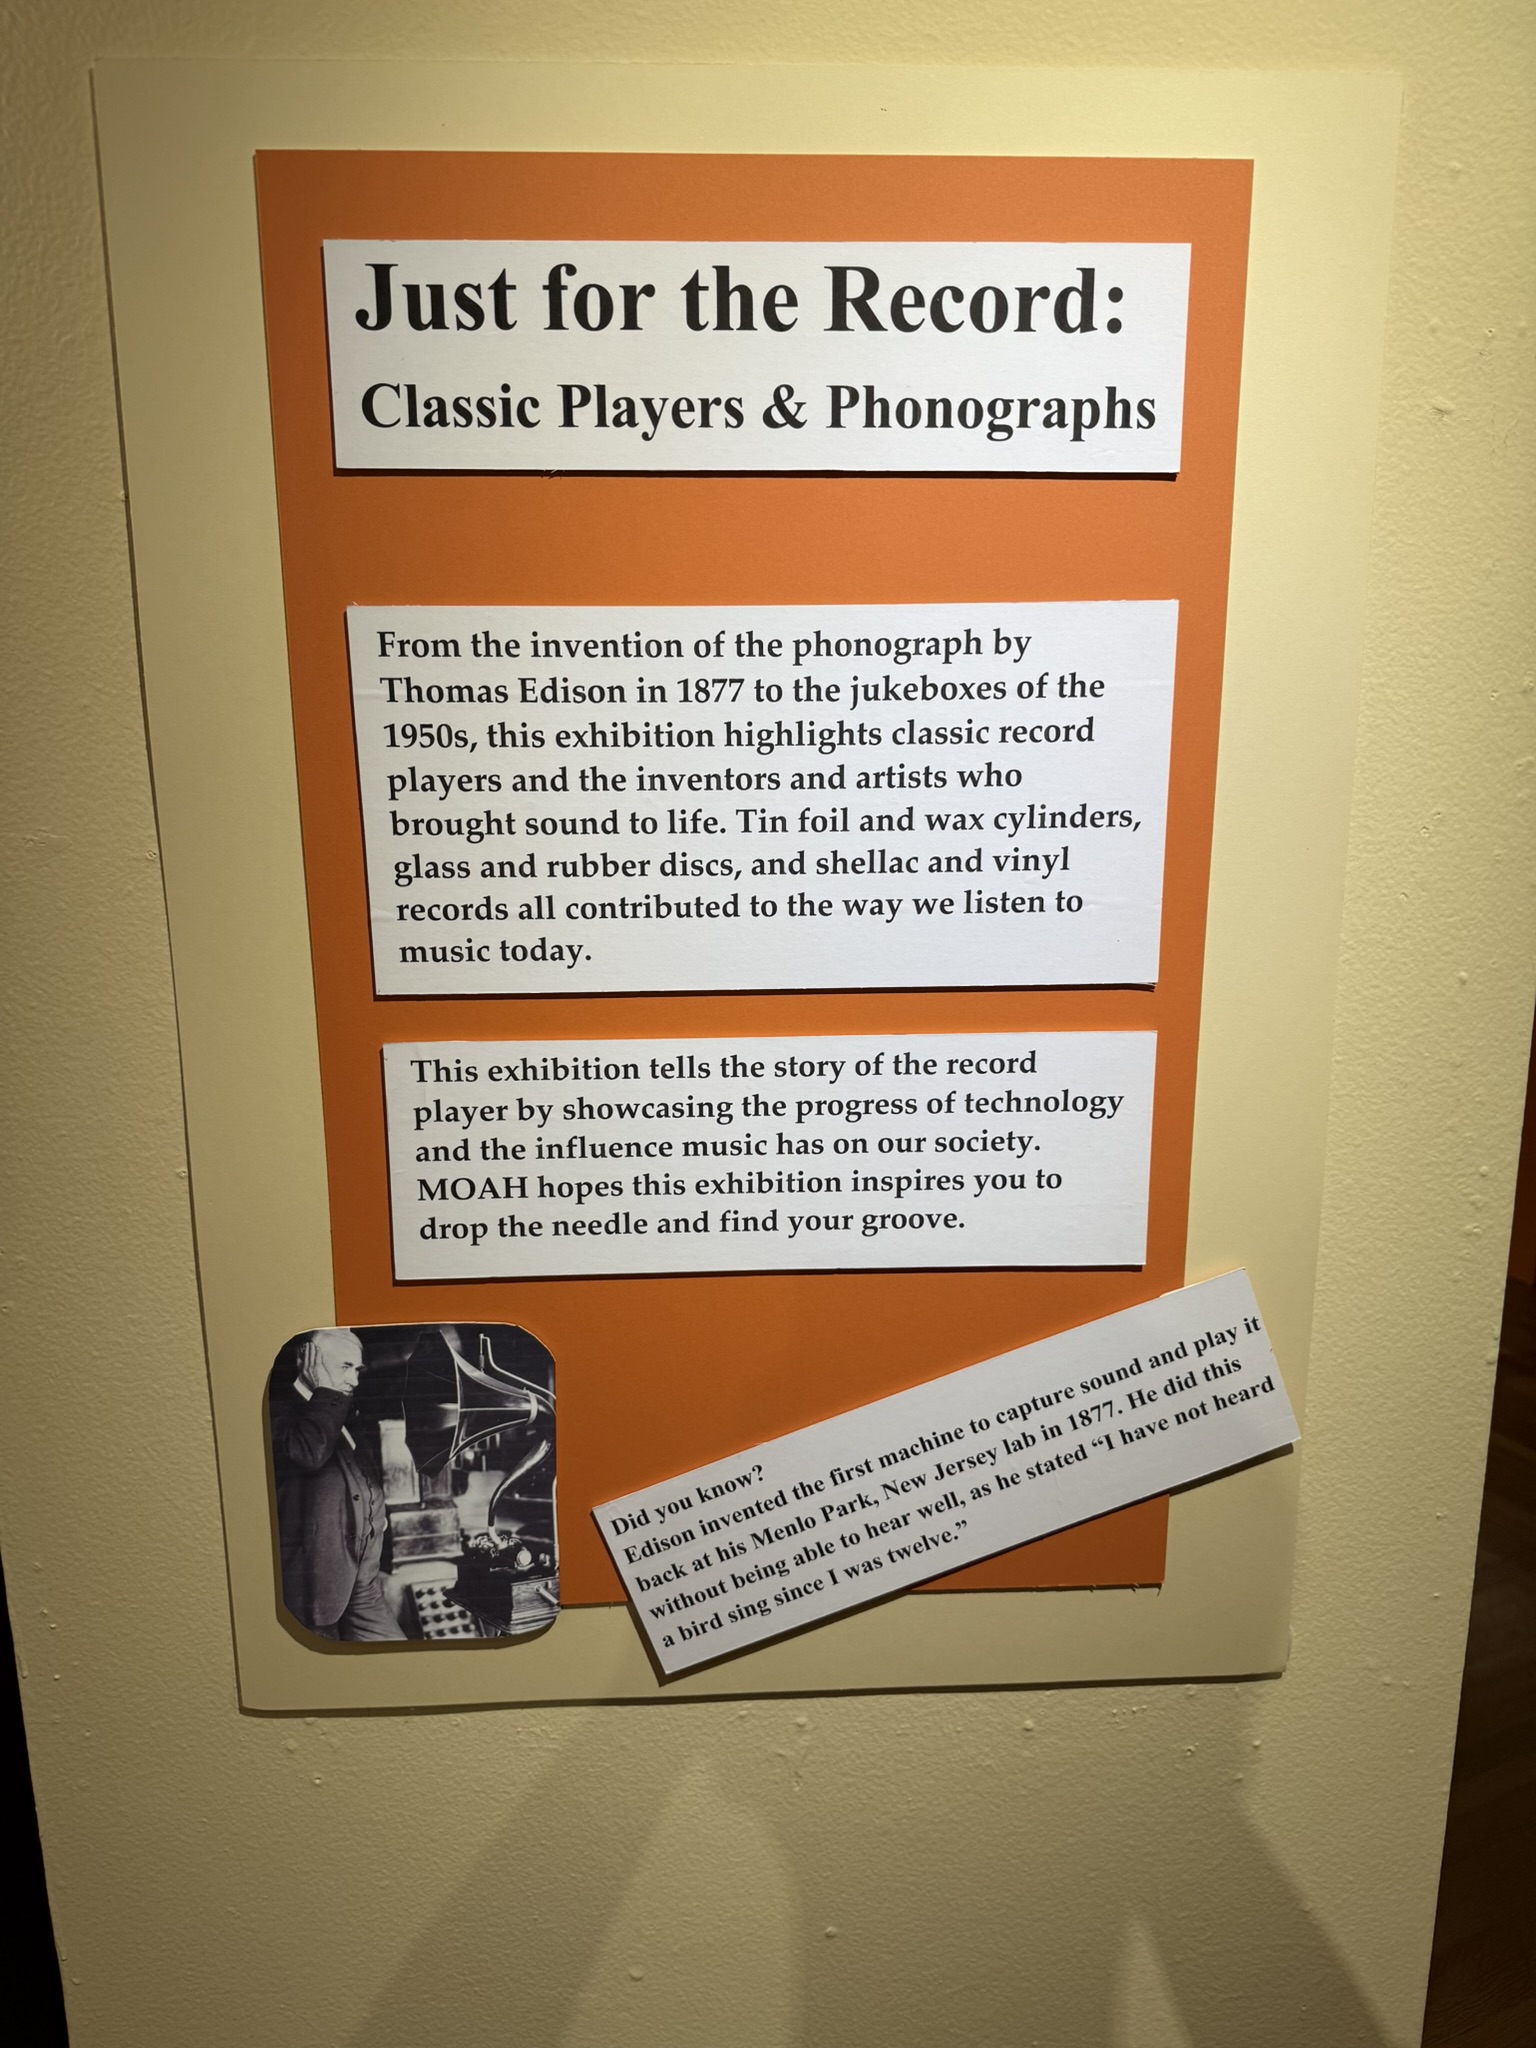 Just for the Record:
Classic Players & Phonographs
From the invention of the phonograph by
Thomas Edison in 1877 to the jukeboxes of the
1950s, this exhibition highlights classic record
players and the inventors and artists who
brought sound to life. Tin foil and wax cylinders,
glass and rubber discs, and shellac and vinyl
records all contributed to the way we listen to
music today.
This exhibition tells the story of the record
player by showcasing the progress of technology
and the influence music has on our society.
MOAH hopes this exhibition inspires you to
drop the needle and find your groove.
Did you know?
Edison invented the first machine to capture sound and play it
back at his Menlo Park, New Jersey lab in 1877. He did this
without being able to hear well, as he stated “I have not heard
a bird sing since I was twelve.”